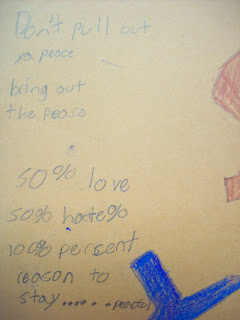 Don't pull out
ya peace
bring out
the peace
50% love
50% hate%
100% percent
reason to
stay...... -peace